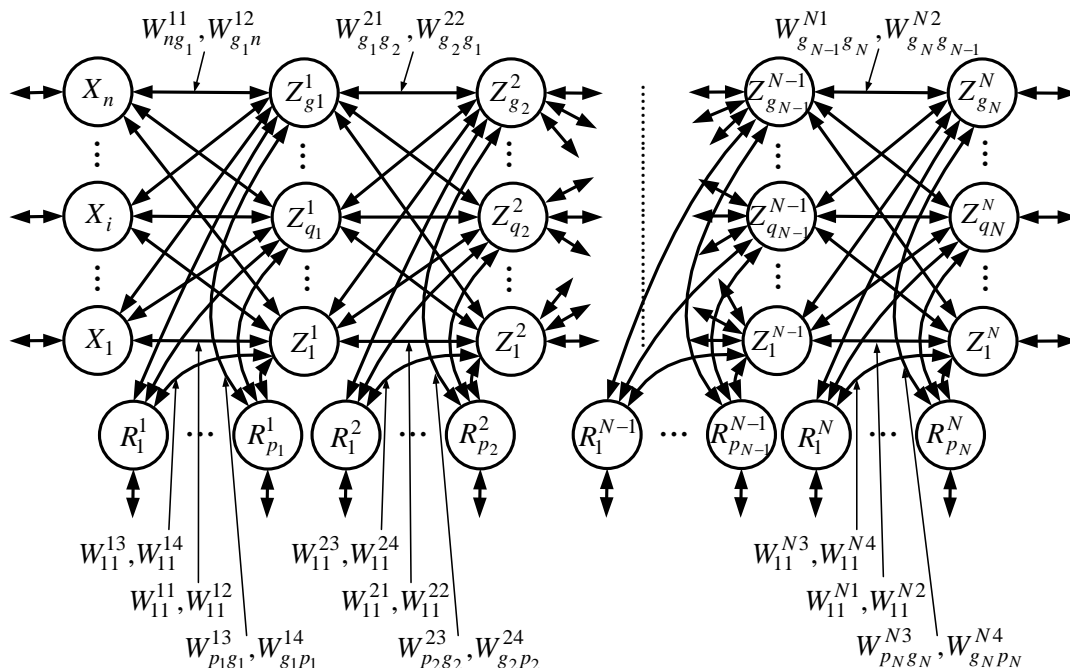 W^{11}_{ng_1}, W^{12}_{g_1n} W^{21}_{g_1g_2}, W^{22}_{g_2g_1} W^{N1}_{g_{N-1}g_N}, W^{N2}_{g_Ng_{N-1}}
X_n Z^1_{g1} Z^2_{g_2} Z^{N-1}_{g_{N-1}} Z^N_{g_N}
X_i Z^1_{q_1} Z^2_{q_2} Z^{N-1}_{q_{N-1}} Z^N_{q_N}
X_1 Z^1_1 Z^2_1 Z^{N-1}_1 Z^N_1
R^1_1 ... R^1_{p_1} R^2_1 ... R^2_{p_2} R^{N-1}_1 ... R^{N-1}_{p_{N-1}} R^N_1 ... R^N_{p_N}
W^{13}_{11}, W^{14}_{11} W^{23}_{11}, W^{24}_{11} W^{N3}_{11}, W^{N4}_{11}
W^{11}_{11}, W^{12}_{11} W^{21}_{11}, W^{22}_{11} W^{N1}_{11}, W^{N2}_{11}
W^{13}_{p_1g_1}, W^{14}_{g_1p_1} W^{23}_{p_2g_2}, W^{24}_{g_2p_2} W^{N3}_{p_Ng_N}, W^{N4}_{g_Np_N}